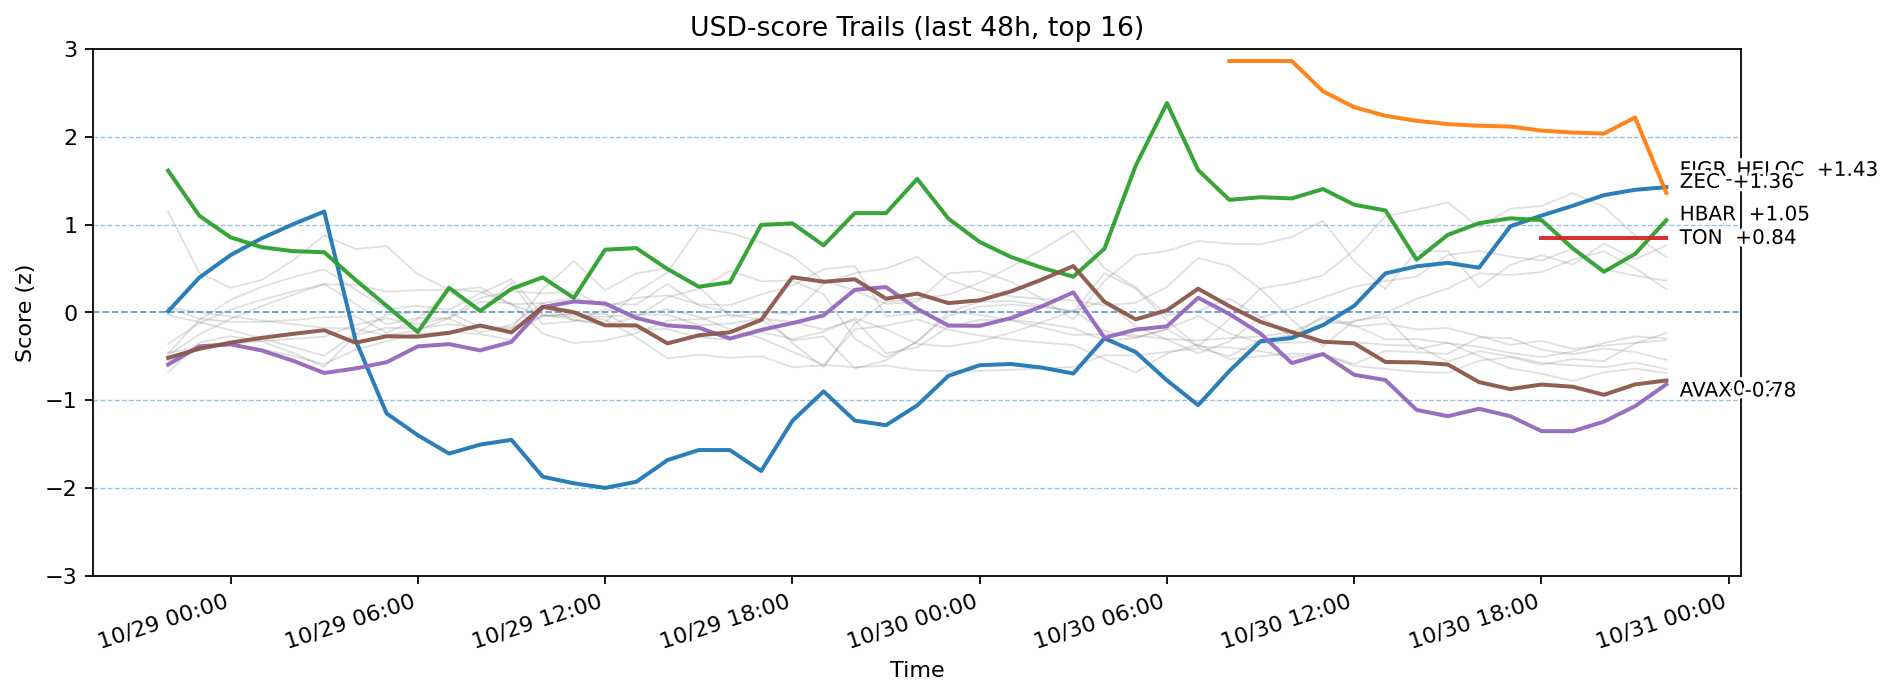 USD-score Trails (last 48h, top 16)
Score (z)
3
2
1
0
−1
−2
−3
FIGR_HELOC +1.43
ZEC +1.36
HBAR +1.05
TON +0.84
AVAX -0.78
10/29 00:00
10/29 06:00
10/29 12:00
10/29 18:00
10/30 00:00
10/30 06:00
10/30 12:00
10/30 18:00
10/31 00:00
Time